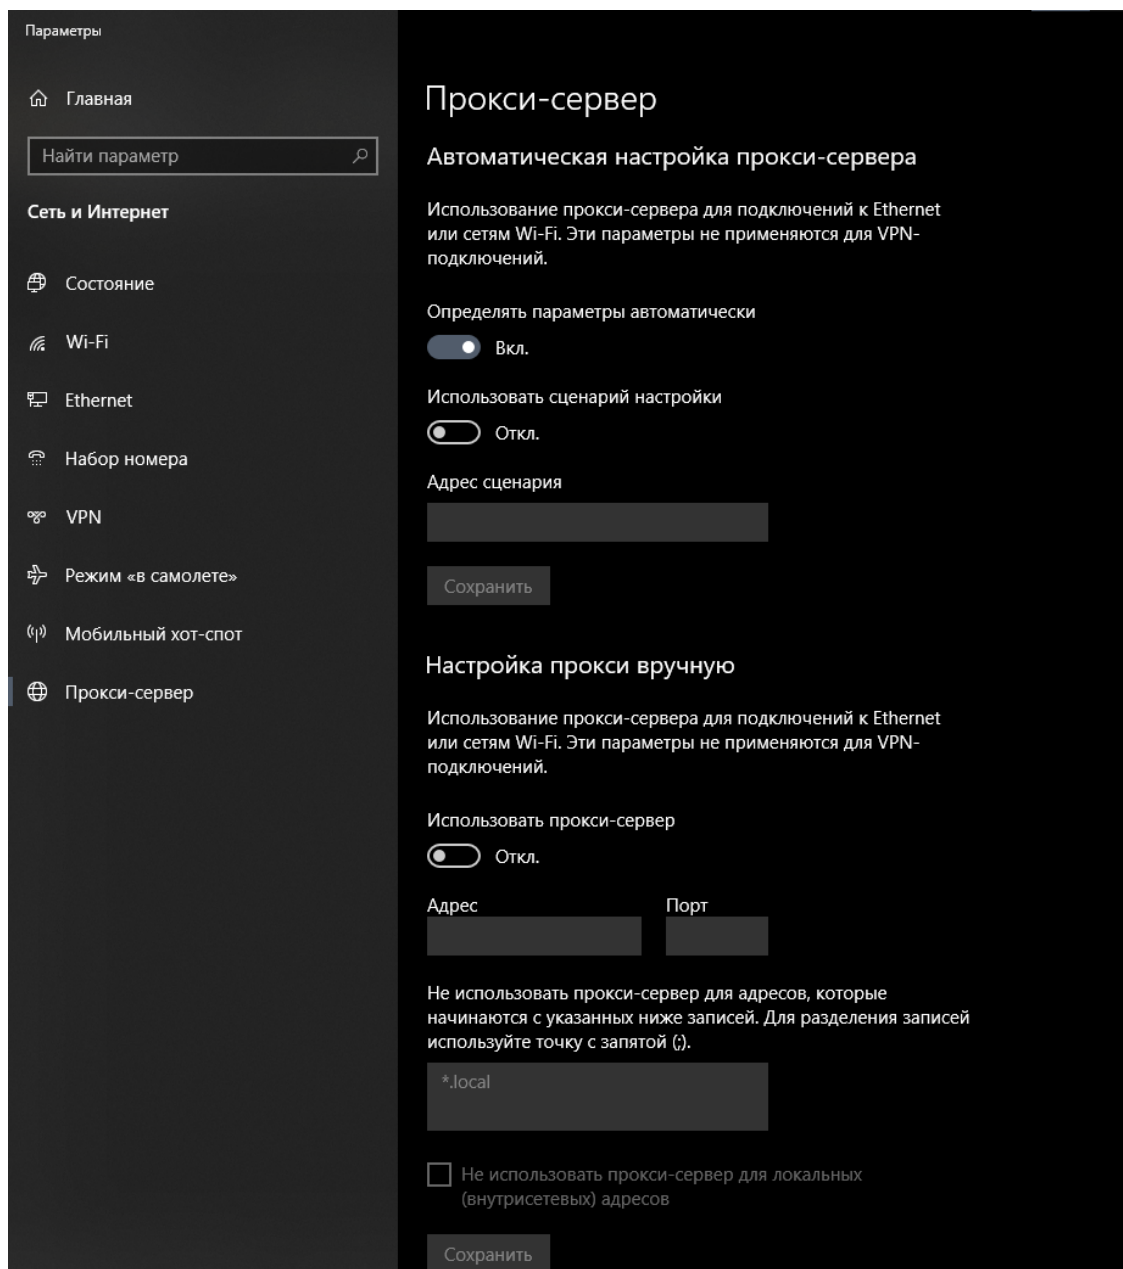 Параметры
Главная
Найти параметр
Сеть и Интернет
Состояние
Wi-Fi
Ethernet
Набор номера
VPN
Режим «в самолете»
Мобильный хот-спот
Прокси-сервер
Прокси-сервер
Автоматическая настройка прокси-сервера
Использование прокси-сервера для подключений к Ethernet
или сетям Wi-Fi. Эти параметры не применяются для VPN-
подключений.
Определять параметры автоматически
Вкл.
Использовать сценарий настройки
Откл.
Адрес сценария
Сохранить
Настройка прокси вручную
Использование прокси-сервера для подключений к Ethernet
или сетям Wi-Fi. Эти параметры не применяются для VPN-
подключений.
Использовать прокси-сервер
Откл.
Адрес Порт
Не использовать прокси-сервер для адресов, которые
начинаются с указанных ниже записей. Для разделения записей
используйте точку с запятой (;).
*.local
Не использовать прокси-сервер для локальных
(внутрисетевых) адресов
Сохранить